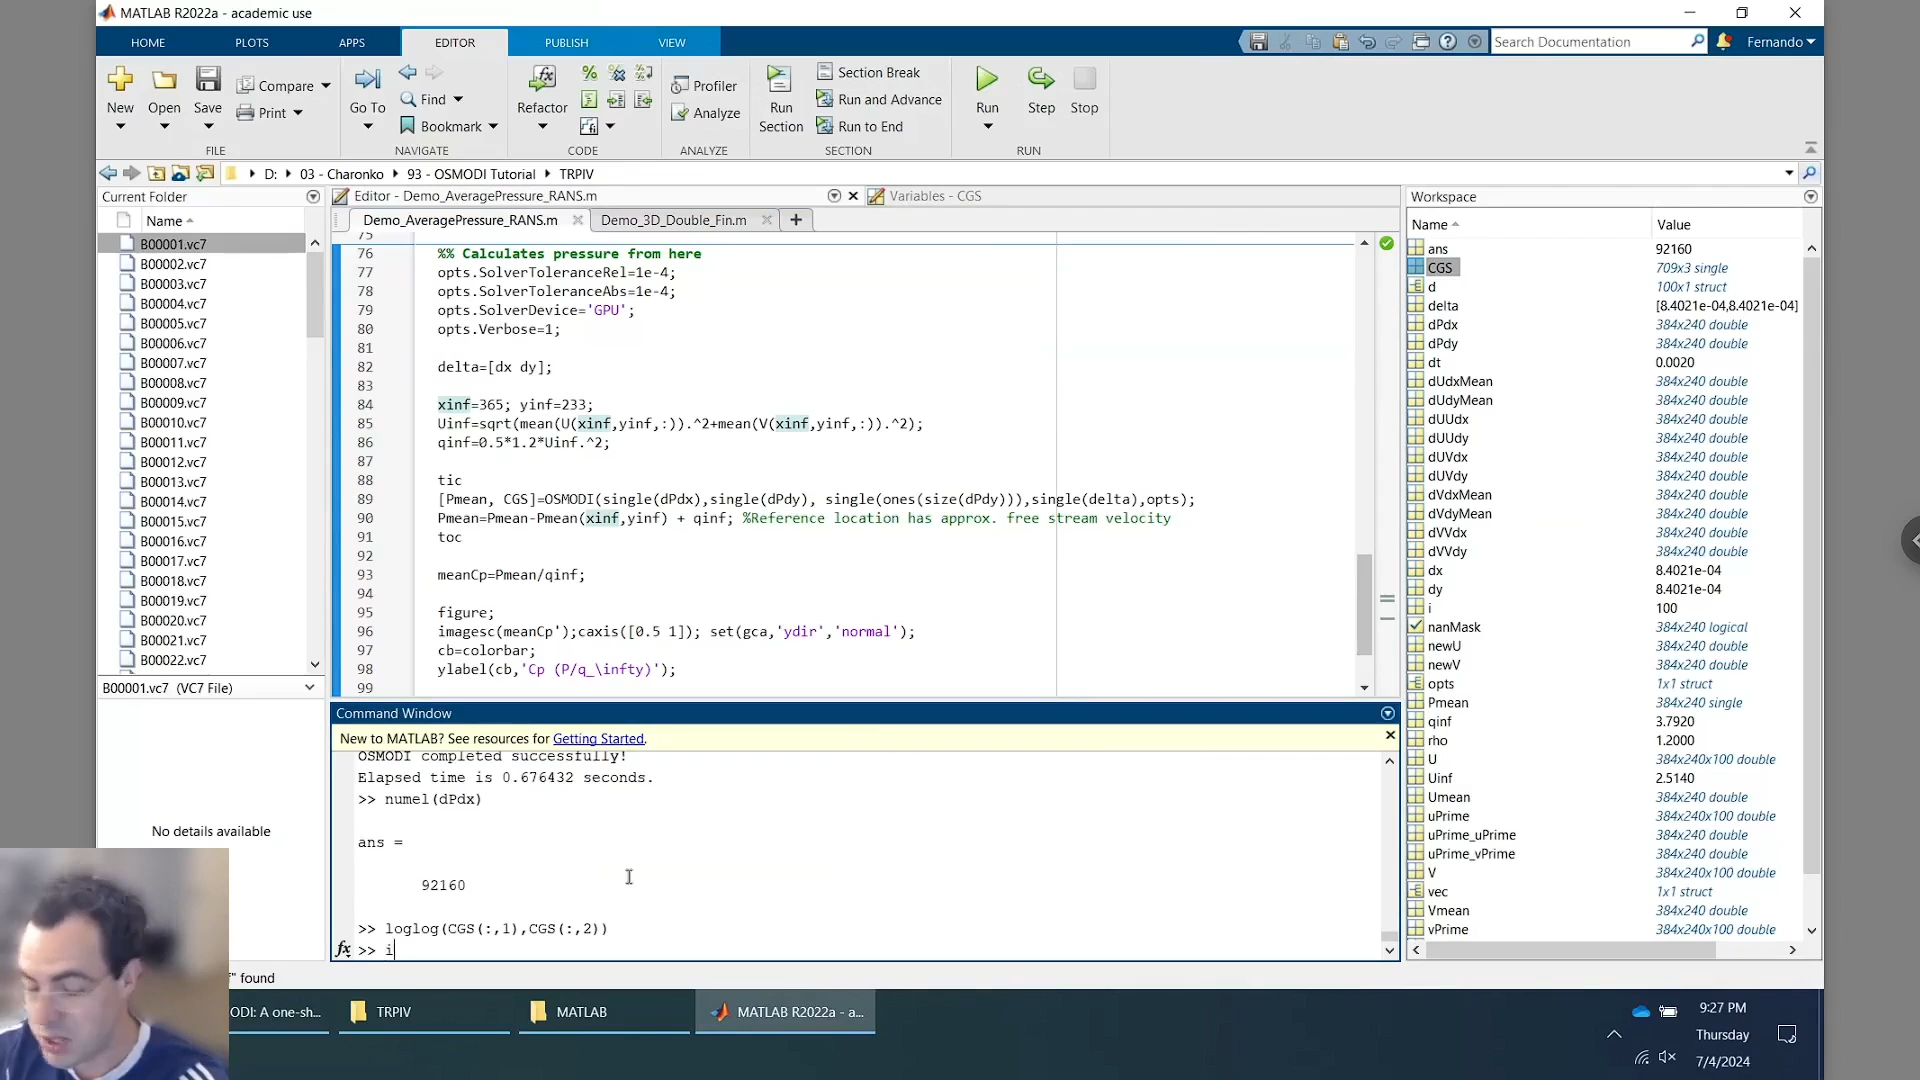 MATLAB R2022a - academic use
HOME PLOTS APPS EDITOR PUBLISH VIEW
Search Documentation
Fernando
New Open Save Compare Print
FILE
Go To Find Bookmark
NAVIGATE
Refactor
CODE
Profiler
Analyze
ANALYZE
Run Section
Section Break
Run and Advance
Run to End
SECTION
Run Step Stop
RUN
D: 03 - Charonko 93 - OSMODI Tutorial TRPIV
Current Folder
Name
B00001.vc7
B00002.vc7
B00003.vc7
B00004.vc7
B00005.vc7
B00006.vc7
B00007.vc7
B00008.vc7
B00009.vc7
B00010.vc7
B00011.vc7
B00012.vc7
B00013.vc7
B00014.vc7
B00015.vc7
B00016.vc7
B00017.vc7
B00018.vc7
B00019.vc7
B00020.vc7
B00021.vc7
B00022.vc7
B00001.vc7 (VC7 File)
No details available
Editor - Demo_AveragePressure_RANS.m
Variables - CGS
Demo_AveragePressure_RANS.m
Demo_3D_Double_Fin.m
75
76 %% Calculates pressure from here
77 opts.SolverToleranceRel=1e-4;
78 opts.SolverToleranceAbs=1e-4;
79 opts.SolverDevice='GPU';
80 opts.Verbose=1;
81
82 delta=[dx dy];
83
84 xinf=365; yinf=233;
85 Uinf=sqrt(mean(U(xinf,yinf,:)).^2+mean(V(xinf,yinf,:)).^2);
86 qinf=0.5*1.2*Uinf.^2;
87
88 tic
89 [Pmean, CGS]=OSMODI(single(dPdx),single(dPdy), single(ones(size(dPdy))),single(delta),opts);
90 Pmean=Pmean-Pmean(xinf,yinf) + qinf; %Reference location has approx. free stream velocity
91 toc
92
93 meanCp=Pmean/qinf;
94
95 figure;
96 imagesc(meanCp');caxis([0.5 1]); set(gca,'ydir','normal');
97 cb=colorbar;
98 ylabel(cb,'Cp (P/q_\infty)');
99
Command Window
New to MATLAB? See resources for Getting Started.
OSMODI completed successfully!
Elapsed time is 0.676432 seconds.
>> numel(dPdx)
ans =
92160
>> loglog(CGS(:,1),CGS(:,2))
fx >> i
Workspace
Name Value
ans 92160
CGS 709x3 single
d 100x1 struct
delta [8.4021e-04,8.4021e-04]
dPdx 384x240 double
dPdy 384x240 double
dt 0.0020
dUdxMean 384x240 double
dUdyMean 384x240 double
dUUdx 384x240 double
dUUdy 384x240 double
dUVdx 384x240 double
dUVdy 384x240 double
dVdxMean 384x240 double
dVdyMean 384x240 double
dVVdx 384x240 double
dVVdy 384x240 double
dx 8.4021e-04
dy 8.4021e-04
i 100
nanMask 384x240 logical
newU 384x240 double
newV 384x240 double
opts 1x1 struct
Pmean 384x240 single
qinf 3.7920
rho 1.2000
U 384x240x100 double
Uinf 2.5140
Umean 384x240 double
uPrime 384x240x100 double
uPrime_uPrime 384x240 double
uPrime_vPrime 384x240 double
V 384x240x100 double
vec 1x1 struct
Vmean 384x240 double
vPrime 384x240x100 double
f" found
ODI: A one-sh...
TRPIV
MATLAB
MATLAB R2022a - a...
9:27 PM
Thursday
7/4/2024